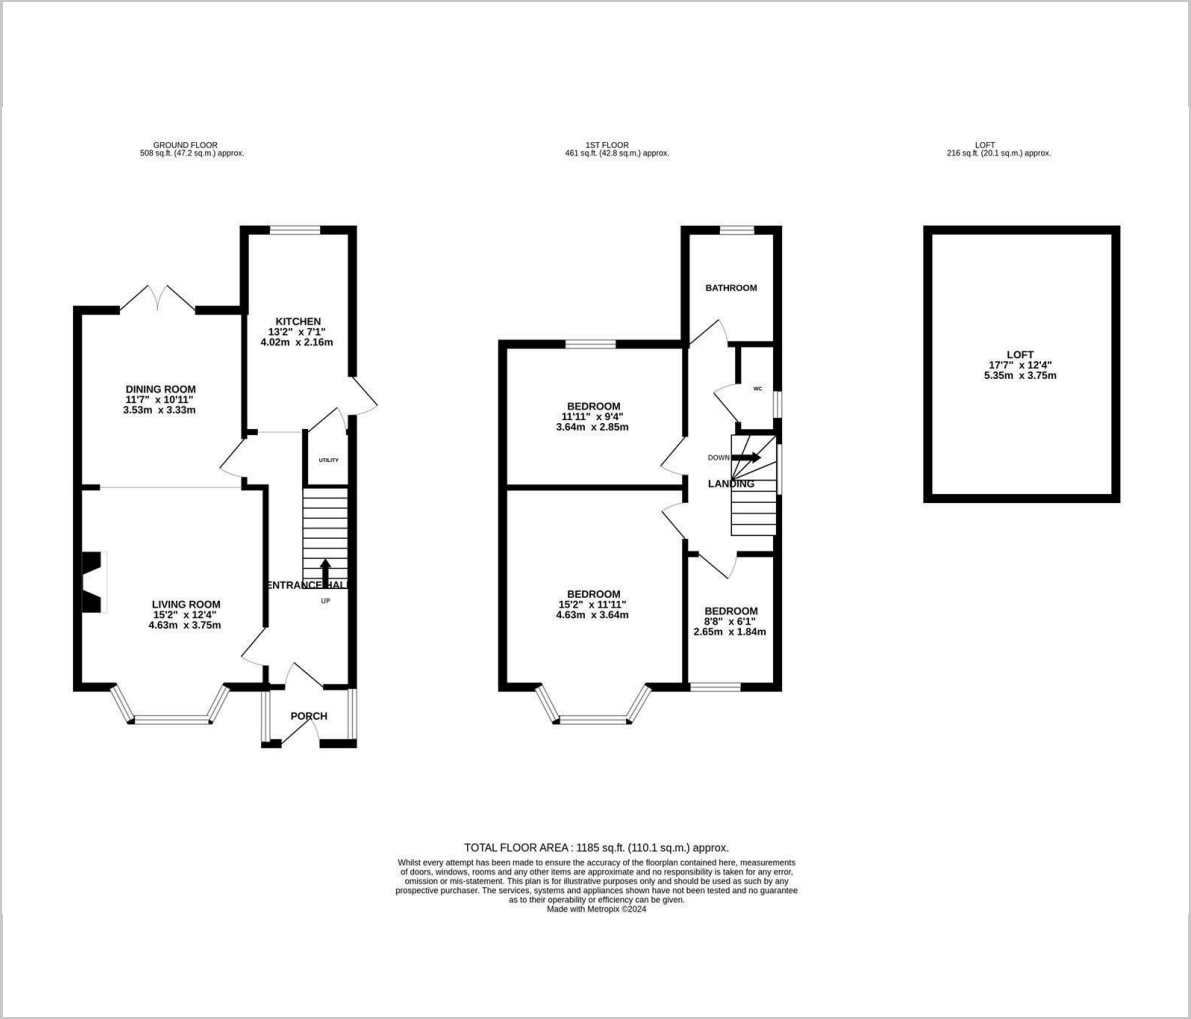 GROUND FLOOR
508 sq.ft. (47.2 sq.m.) approx.
1ST FLOOR
461 sq.ft. (42.8 sq.m.) approx.
LOFT
216 sq.ft. (20.1 sq.m.) approx.
KITCHEN
13'2" x 7'1"
4.02m x 2.16m
DINING ROOM
11'7" x 10'11"
3.53m x 3.33m
UTILITY
ENTRANCE HALL
UP
LIVING ROOM
15'2" x 12'4"
4.63m x 3.75m
PORCH
BATHROOM
WC
BEDROOM
11'11" x 9'4"
3.64m x 2.85m
DOWN
LANDING
BEDROOM
15'2" x 11'11"
4.63m x 3.64m
BEDROOM
8'8" x 6'1"
2.65m x 1.84m
LOFT
17'7" x 12'4"
5.35m x 3.75m
TOTAL FLOOR AREA : 1185 sq.ft. (110.1 sq.m.) approx.
Whilst every attempt has been made to ensure the accuracy of the floorplan contained here, measurements
of doors, windows, rooms and any other items are approximate and no responsibility is taken for any error,
omission or mis-statement. This plan is for illustrative purposes only and should be used as such by any
prospective purchaser. The services, systems and appliances shown have not been tested and no guarantee
as to their operability or efficiency can be given.
Made with Metropix ©2024